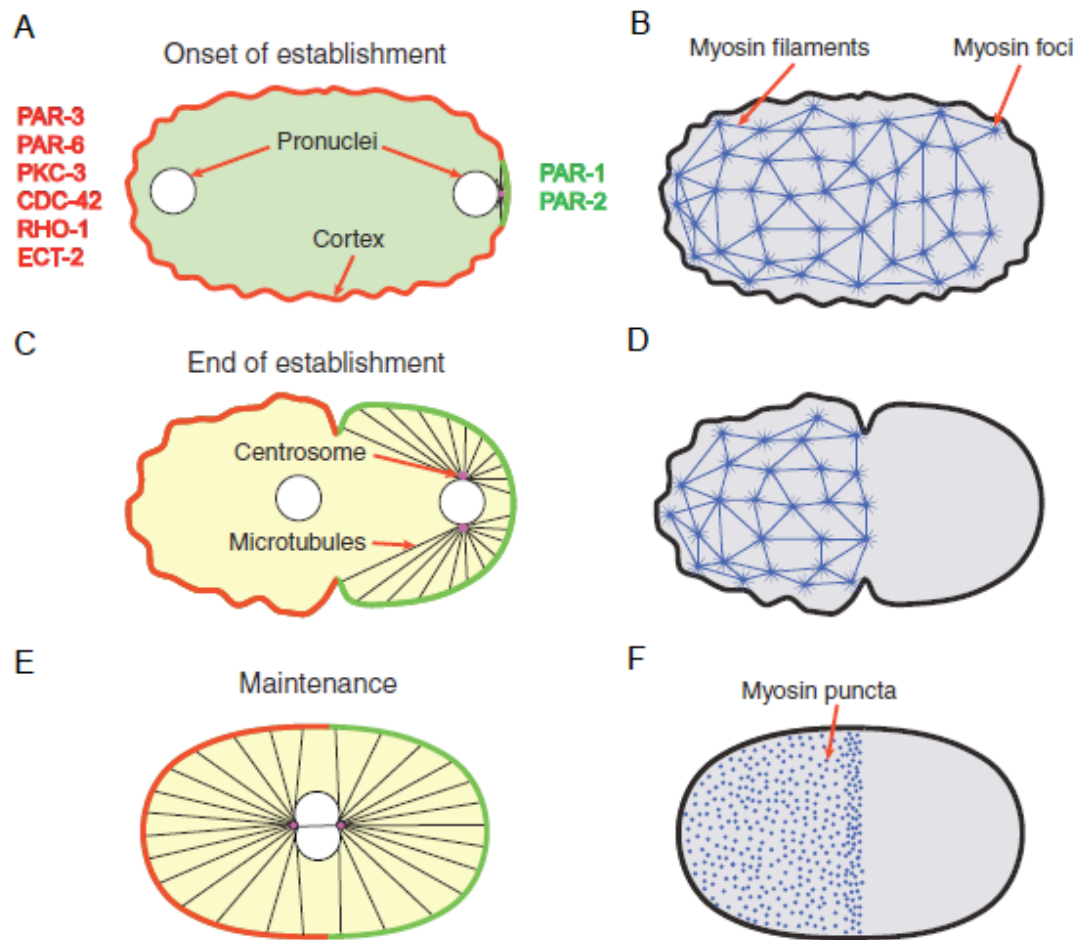 A
Onset of establishment
PAR-3
PAR-6
PKC-3
CDC-42
RHO-1
ECT-2
Pronuclei
Cortex
PAR-1
PAR-2
B
Myosin filaments
Myosin foci
C
End of establishment
Centrosome
Microtubules
D
E
Maintenance
F
Myosin puncta